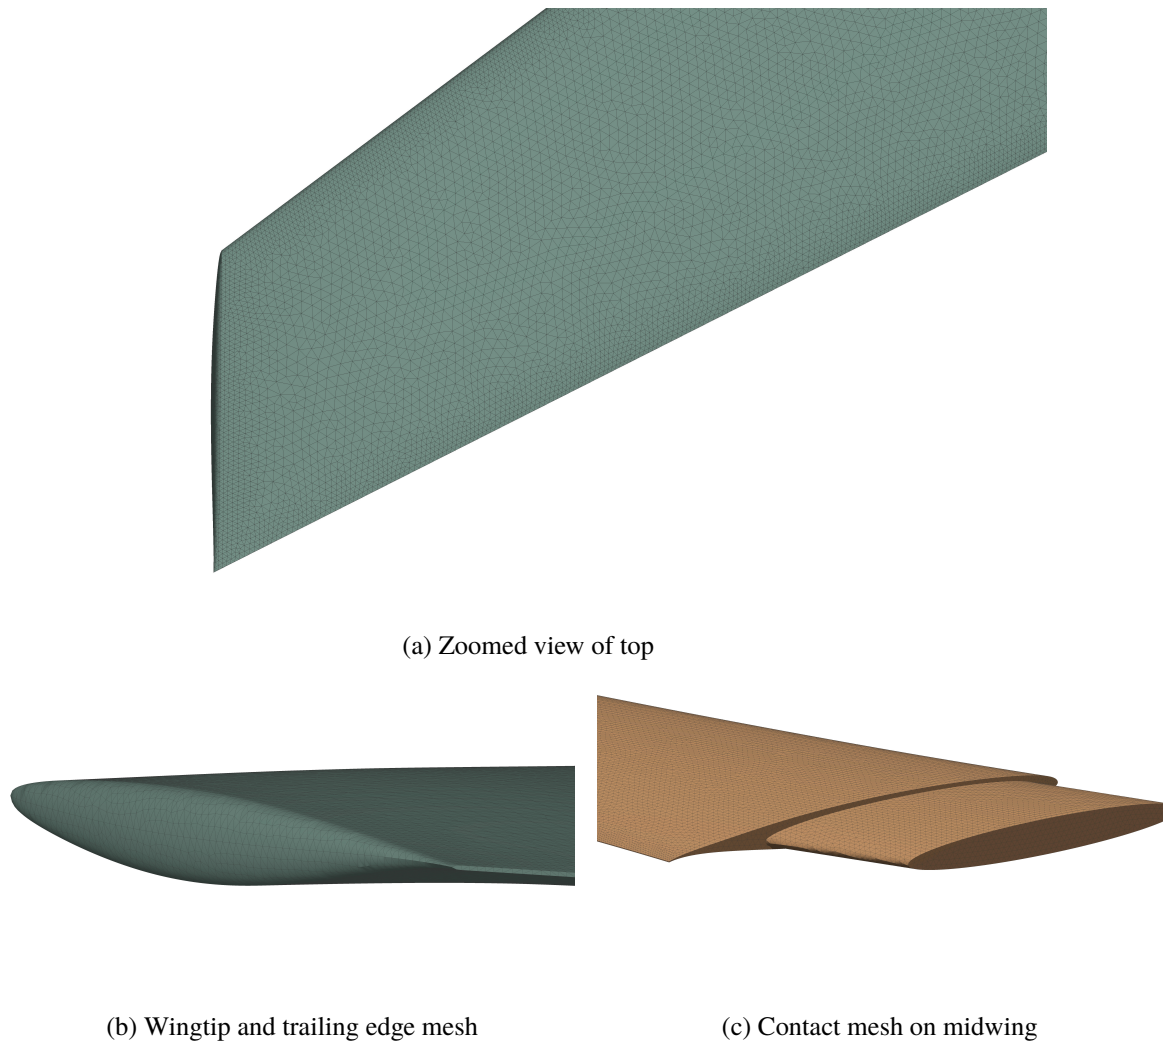 (a) Zoomed view of top
(b) Wingtip and trailing edge mesh
(c) Contact mesh on midwing